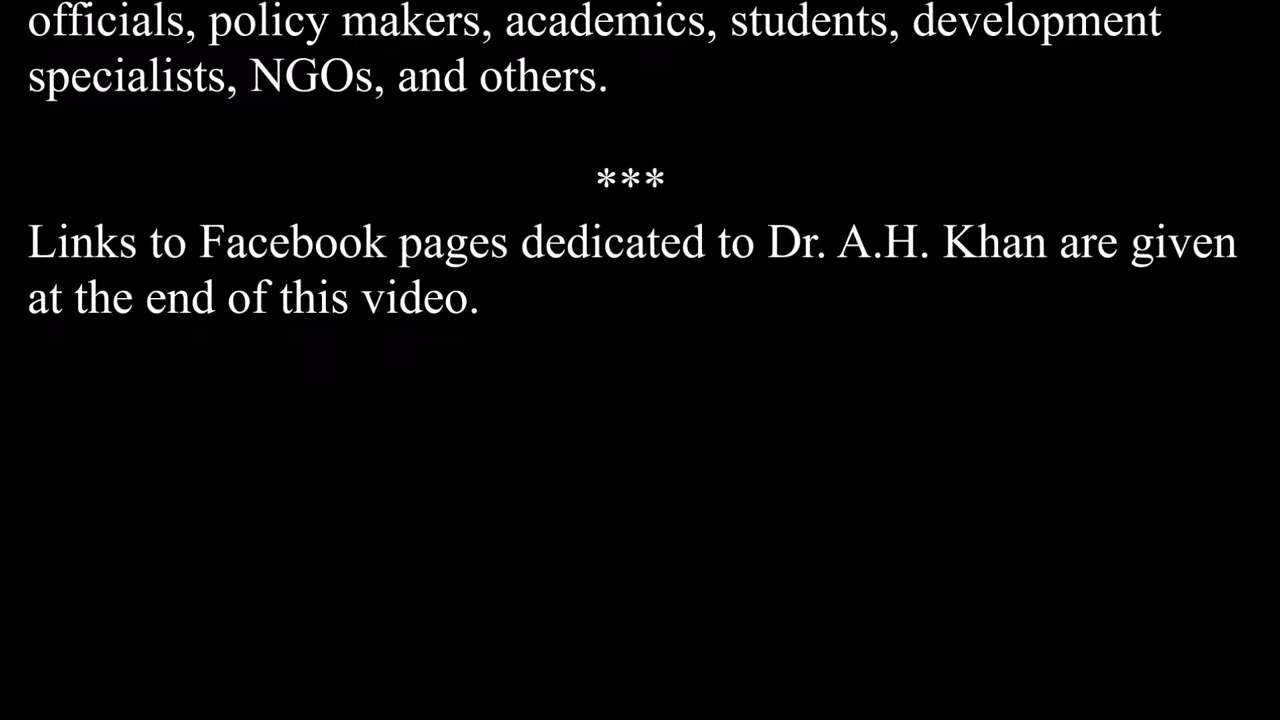 officials, policy makers, academics, students, development
specialists, NGOs, and others.
***
Links to Facebook pages dedicated to Dr. A.H. Khan are given
at the end of this video.